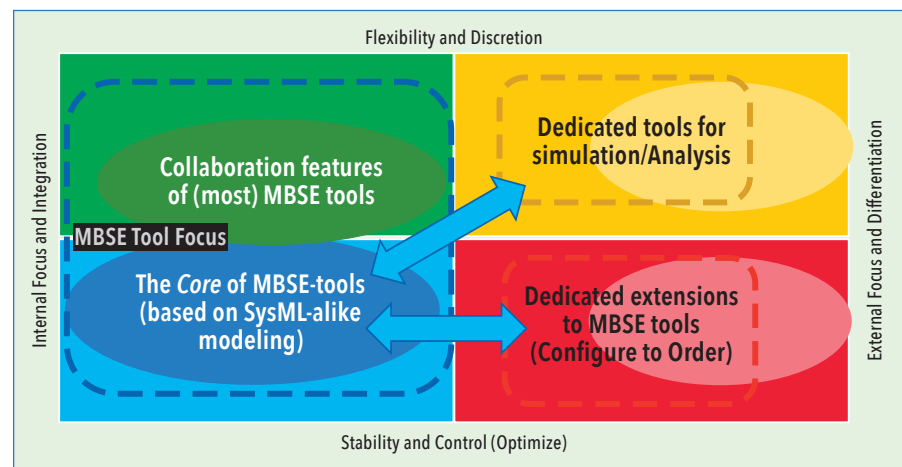 Flexibility and Discretion
Internal Focus and Integration
Collaboration features
of (most) MBSE tools
Dedicated tools for
simulation/Analysis
MBSE Tool Focus
The Core of MBSE-tools
(based on SysML-alike
modeling)
Dedicated extensions
to MBSE tools
(Configure to Order)
External Focus and Differentiation
Stability and Control (Optimize)